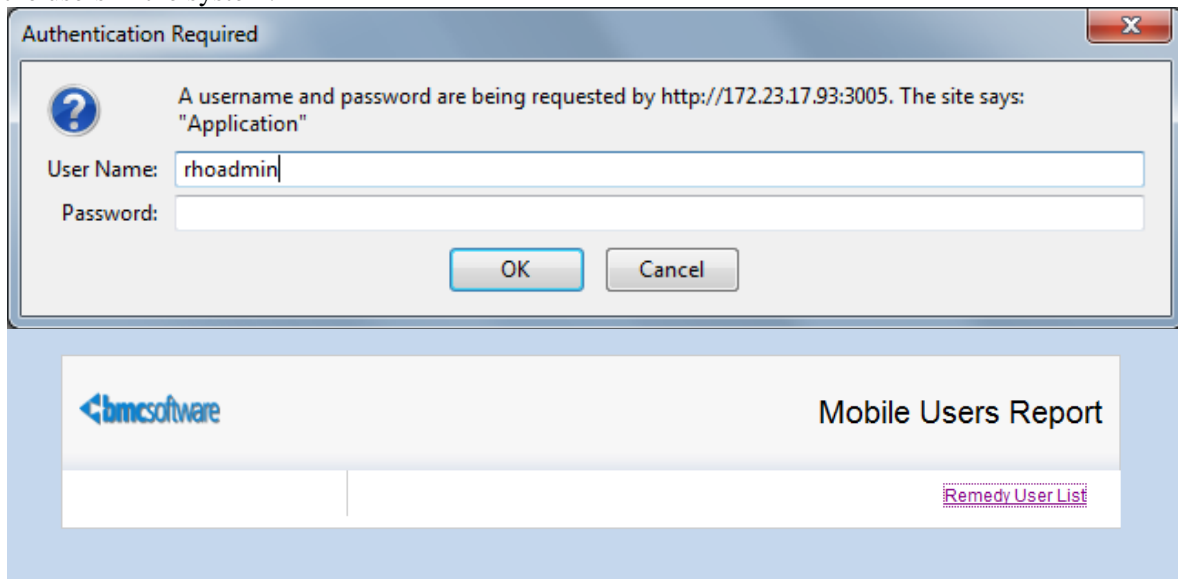 Authentication Required
X
A username and password are being requested by http://172.23.17.93:3005. The site says:
"Application"
User Name: rhoadmin
Password:
OK Cancel
bmcsoftware Mobile Users Report
Remedy User List